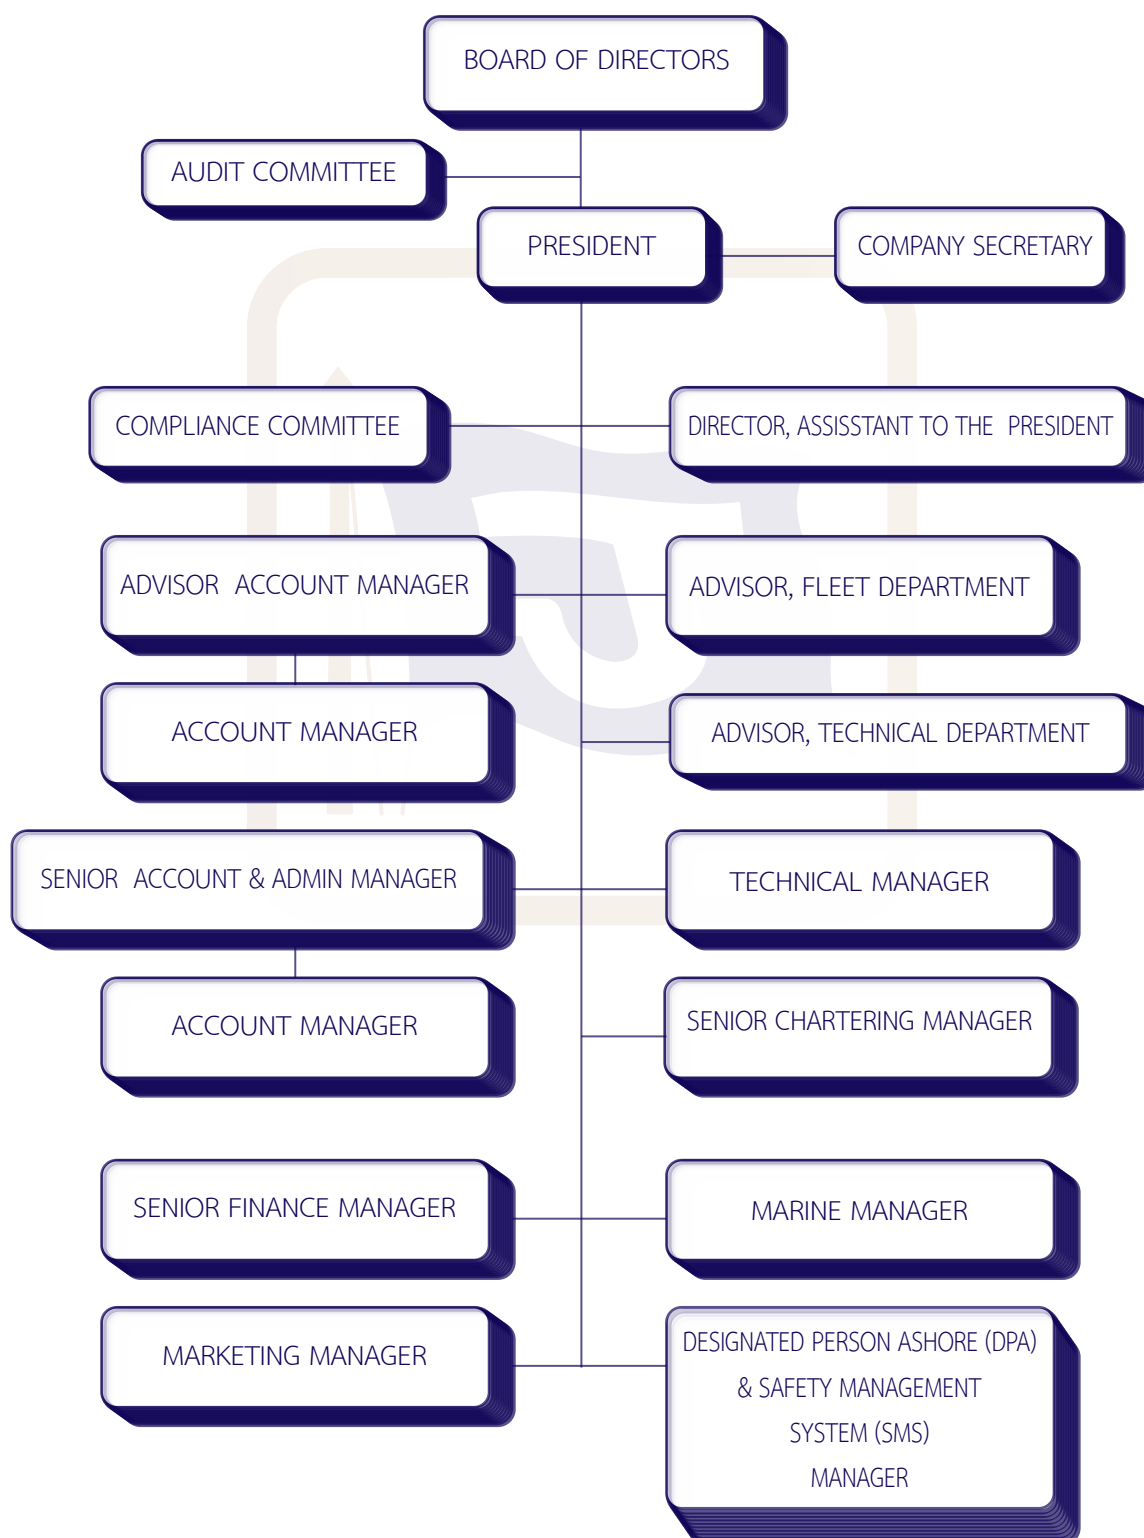 BOARD OF DIRECTORS
AUDIT COMMITTEE
PRESIDENT
COMPANY SECRETARY
COMPLIANCE COMMITTEE
DIRECTOR, ASSISSTANT TO THE PRESIDENT
ADVISOR ACCOUNT MANAGER
ADVISOR, FLEET DEPARTMENT
ACCOUNT MANAGER
ADVISOR, TECHNICAL DEPARTMENT
SENIOR ACCOUNT & ADMIN MANAGER
TECHNICAL MANAGER
ACCOUNT MANAGER
SENIOR CHARTERING MANAGER
SENIOR FINANCE MANAGER
MARINE MANAGER
MARKETING MANAGER
DESIGNATED PERSON ASHORE (DPA)
& SAFETY MANAGEMENT
SYSTEM (SMS)
MANAGER